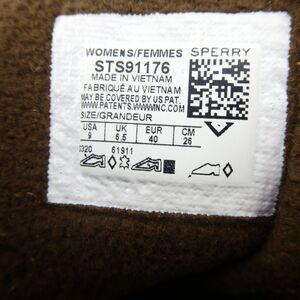 WOMENS/FEMMES SPERRY
STS91176
MADE IN VIETNAM
FABRIQUÉ AU VIETNAM
MAY BE COVERED BY US PAT.
WWW.PATENTS.WWWINC.COM
SIZE/GRANDEUR
USA UK EUR CM
9 6.5 40 26
0320 61911